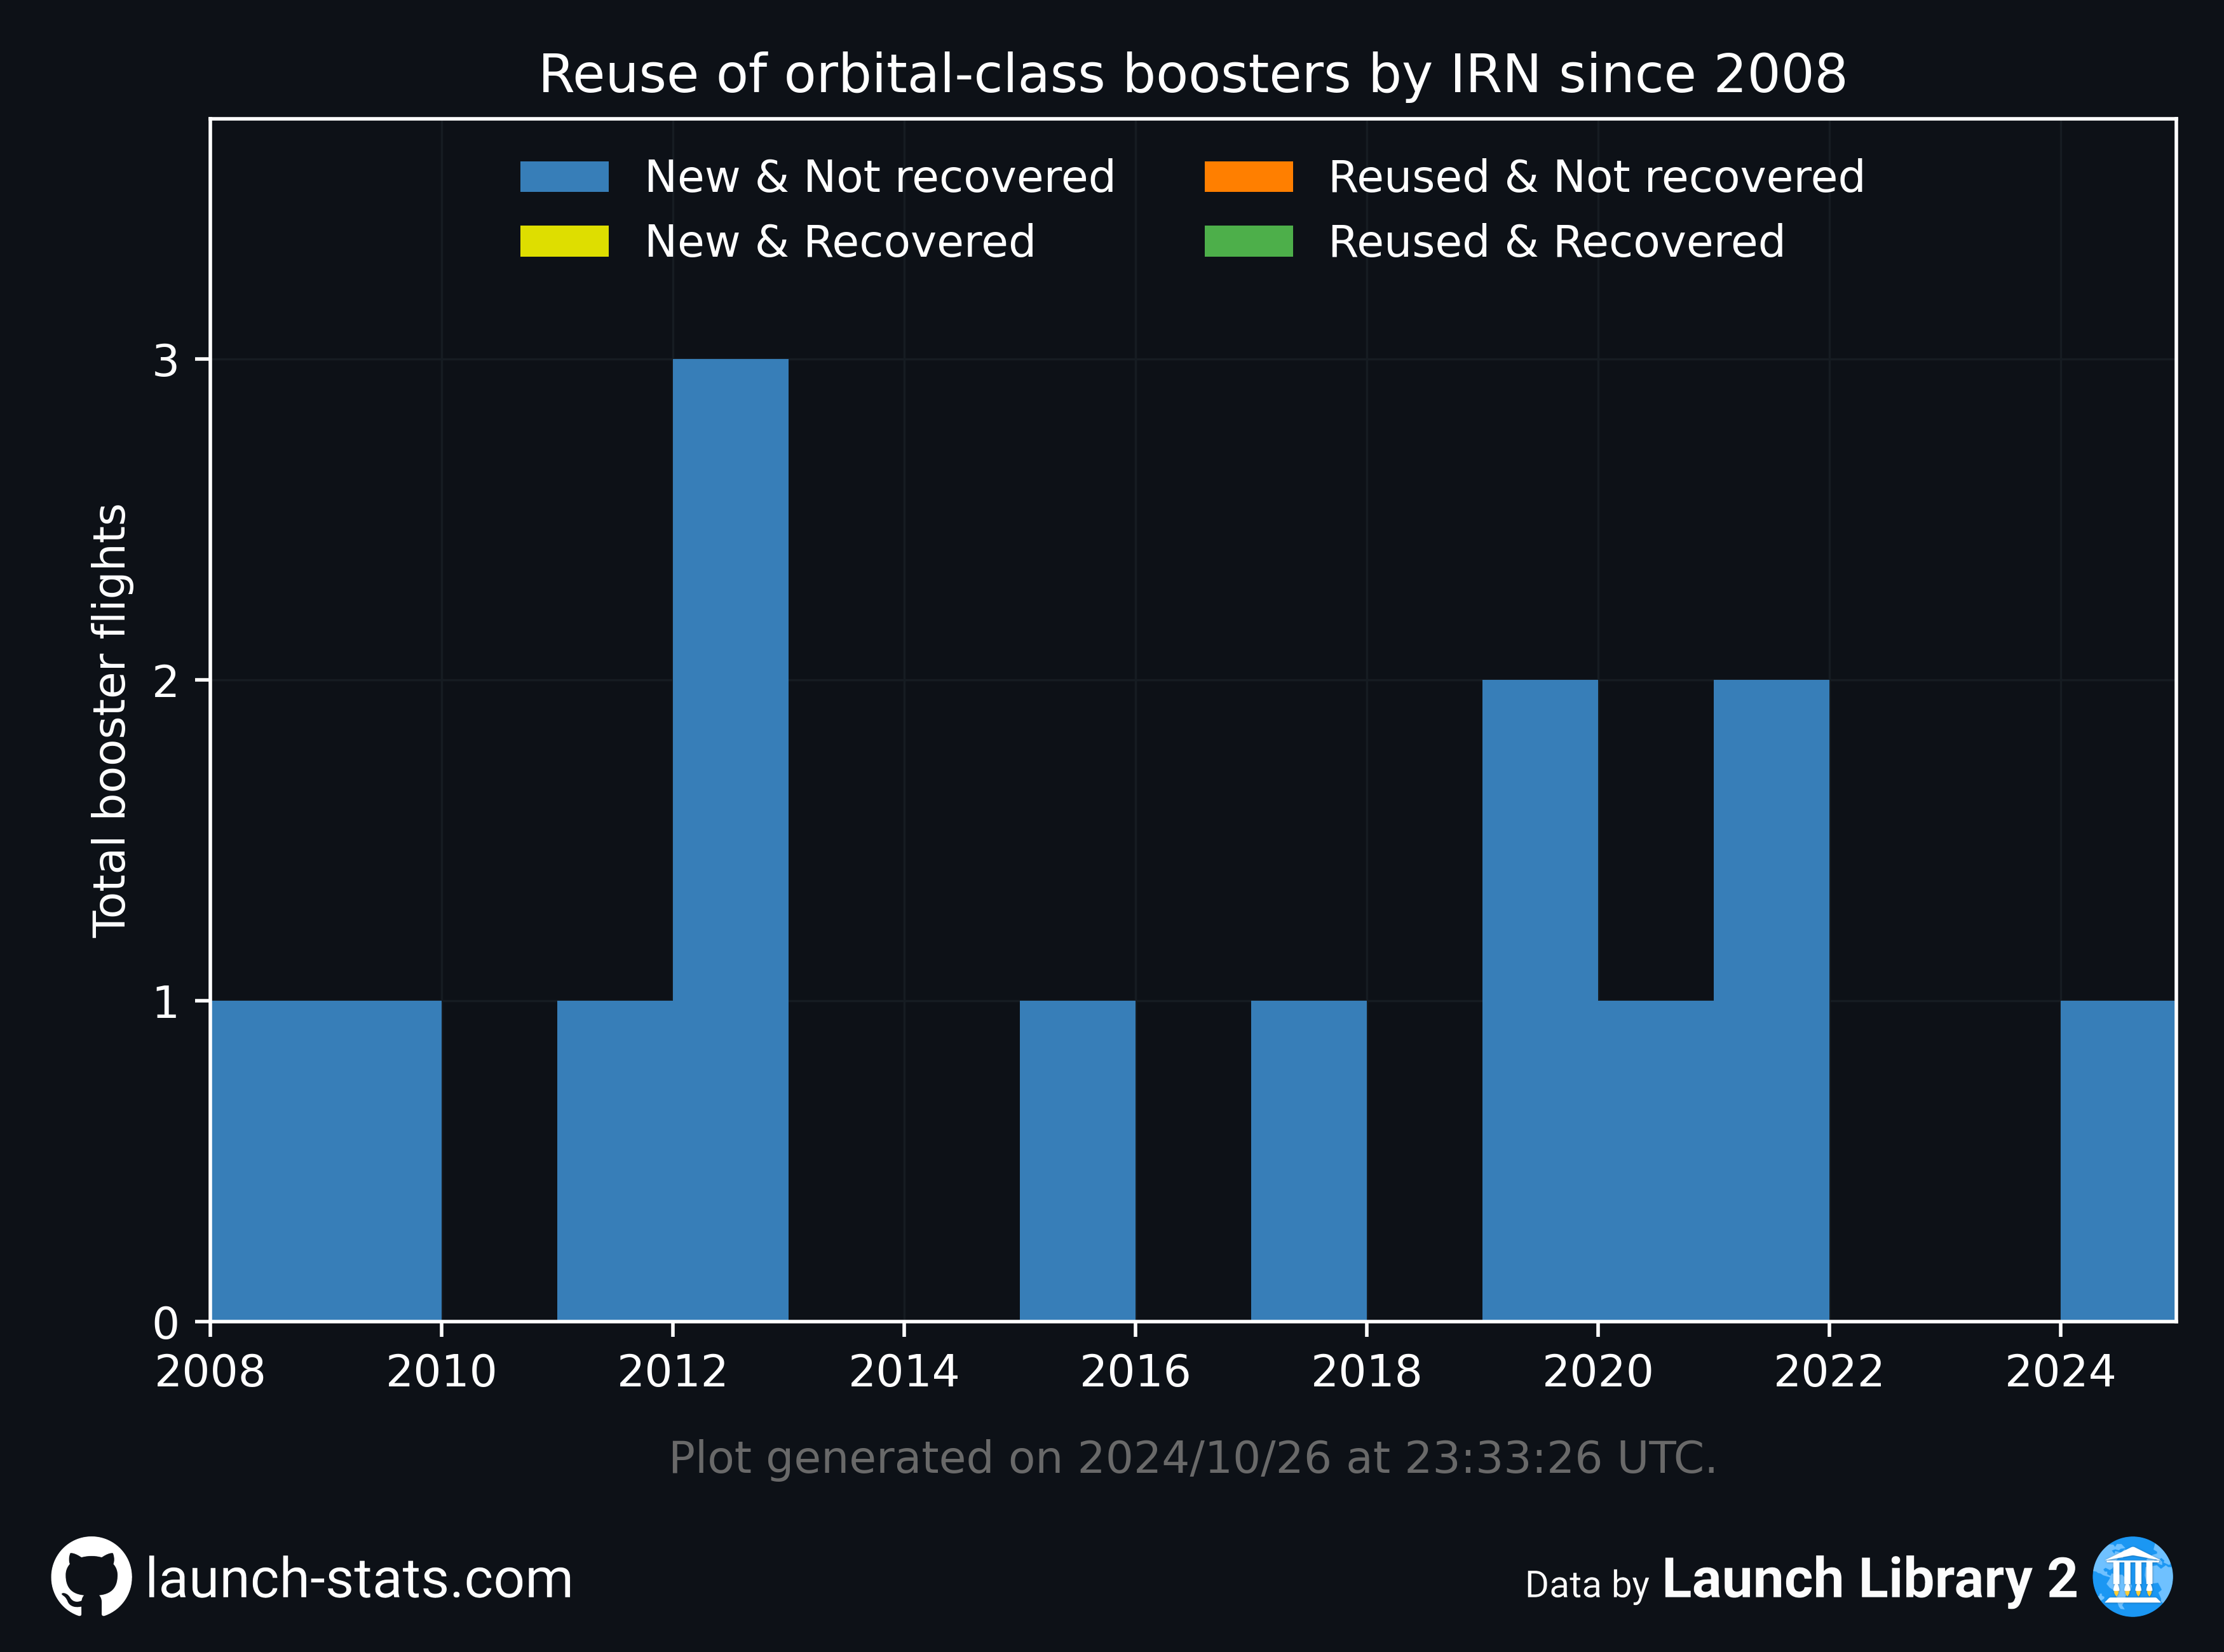 Reuse of orbital-class boosters by IRN since 2008
New & Not recovered
New & Recovered
Reused & Not recovered
Reused & Recovered
Total booster flights
3
2
1
0
2008 2010 2012 2014 2016 2018 2020 2022 2024
Plot generated on 2024/10/26 at 23:33:26 UTC.
launch-stats.com
Data by Launch Library 2